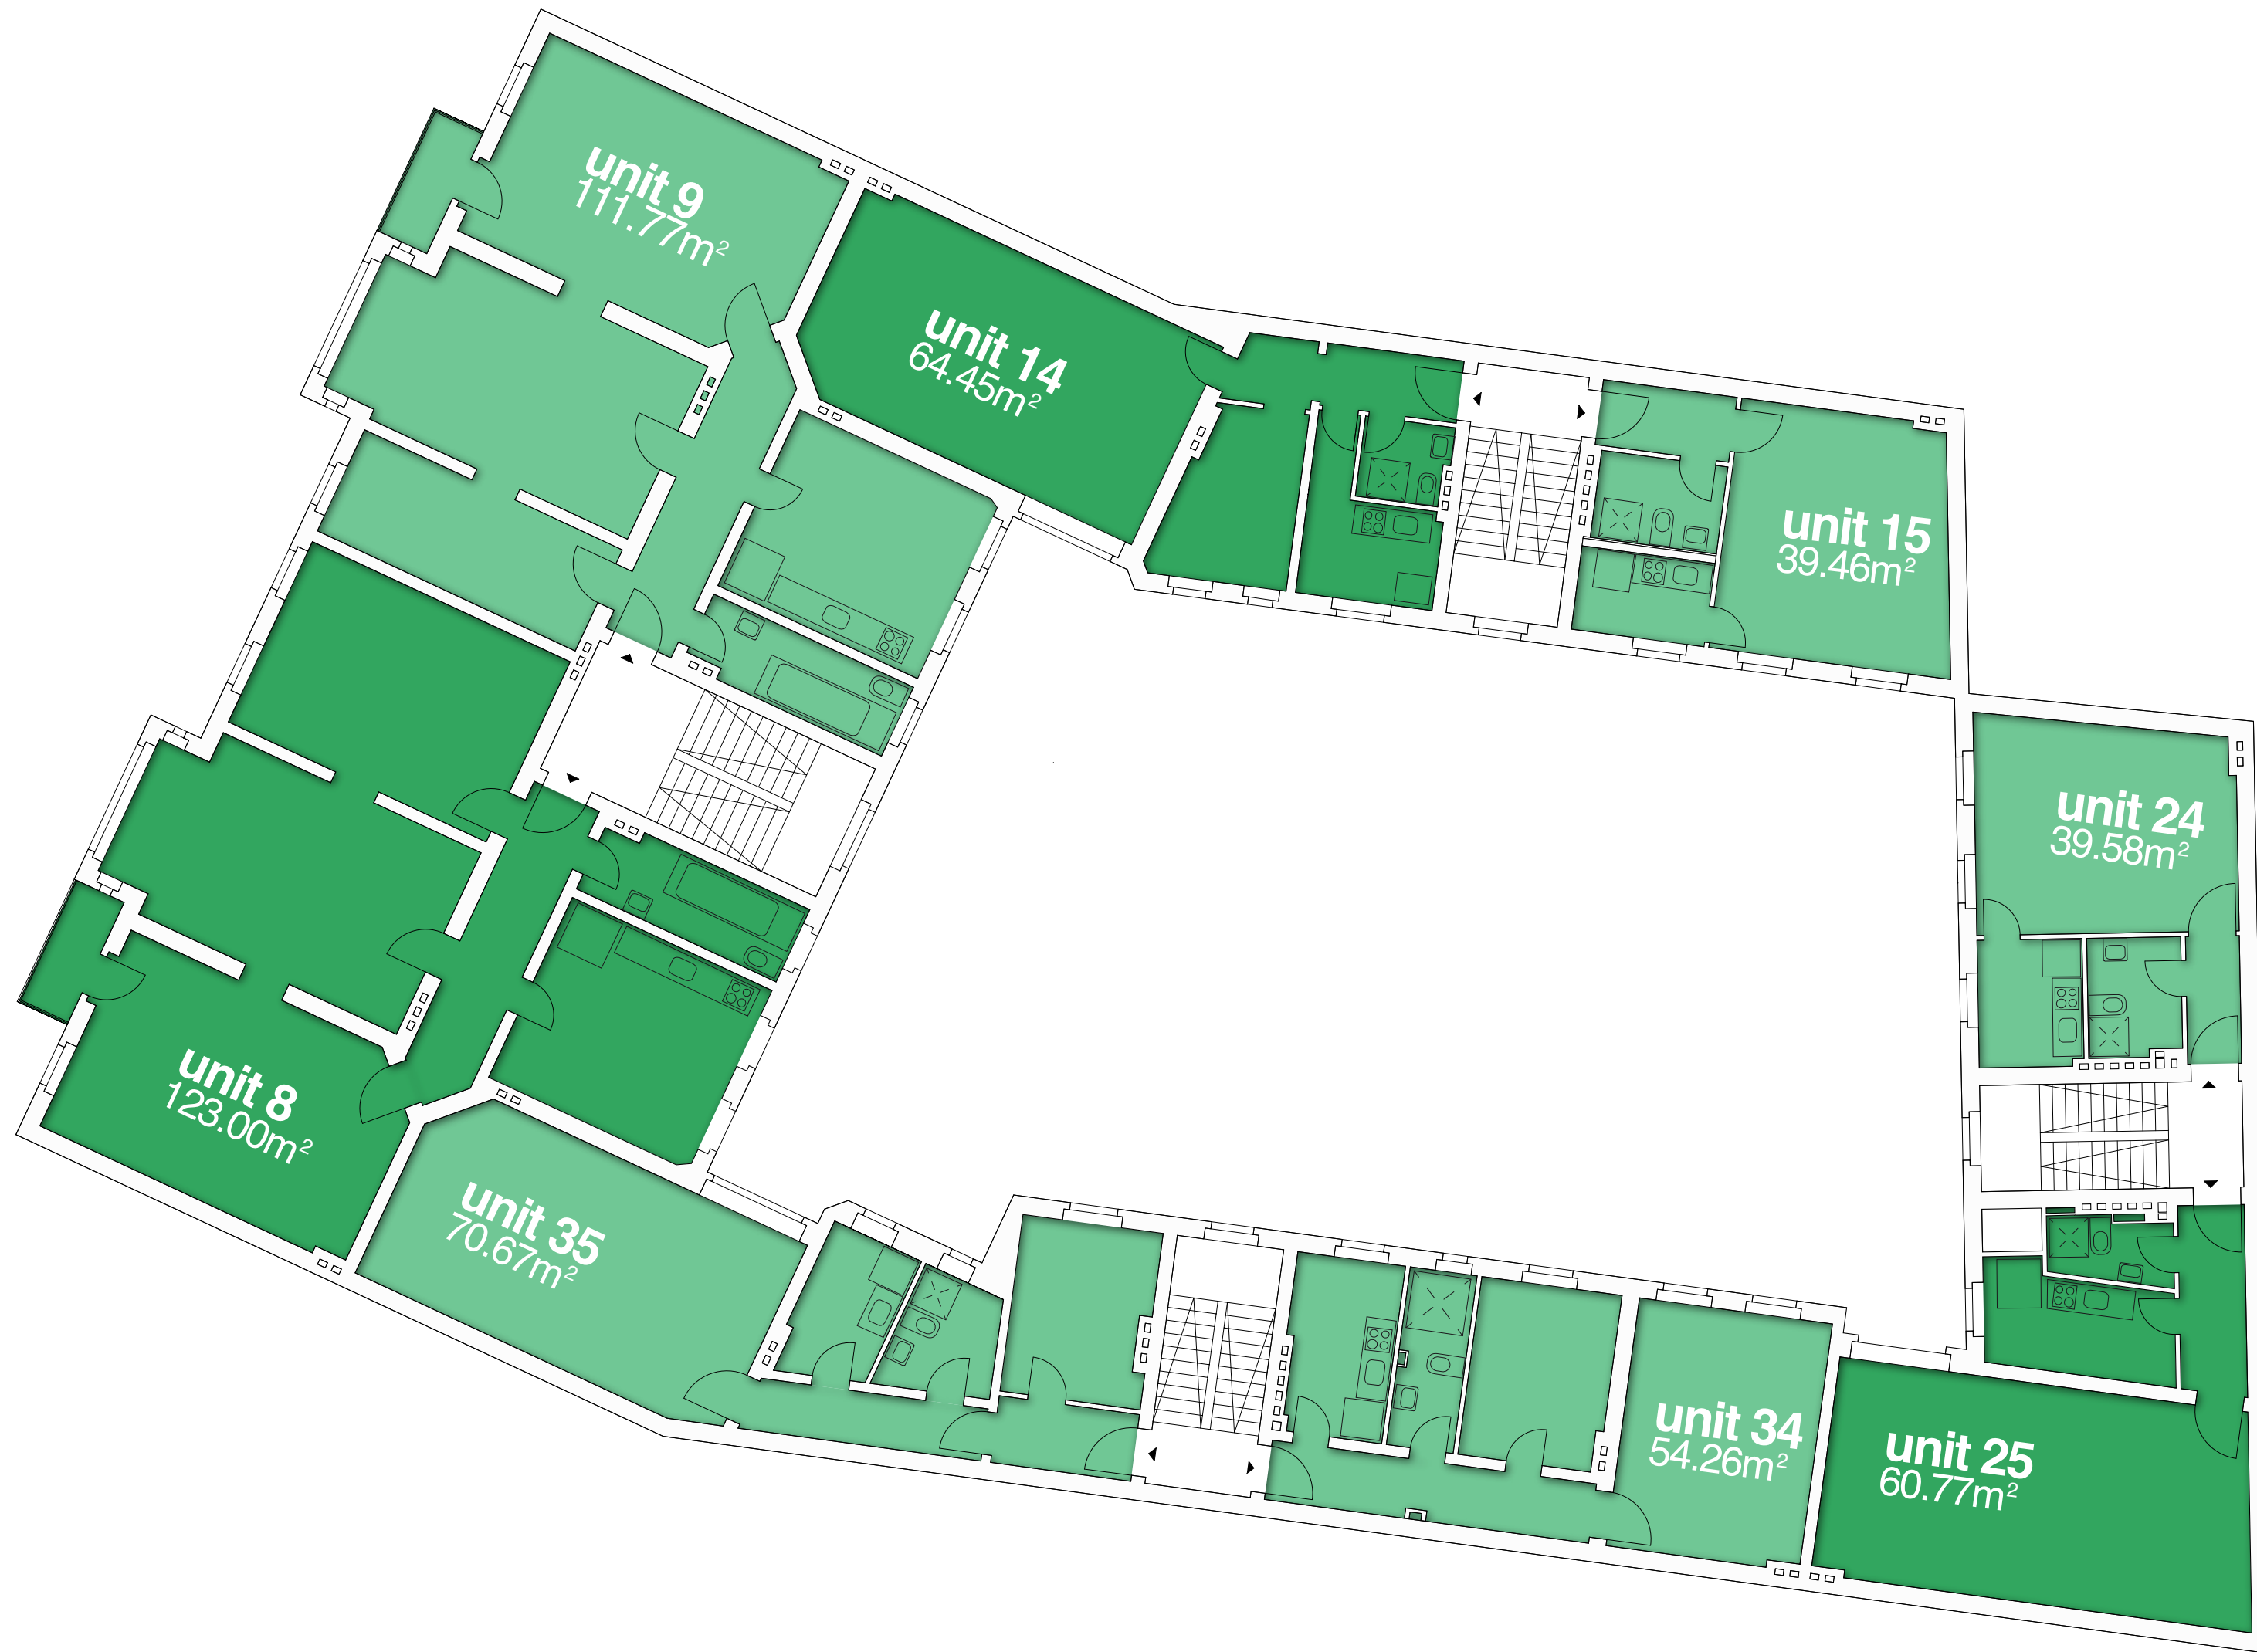 unit 9
111.77m²
unit 14
64.45m²
unit 15
39.46m²
unit 24
39.58m²
unit 8
123.00m²
unit 35
70.67m²
unit 34
54.26m²
unit 25
60.77m²